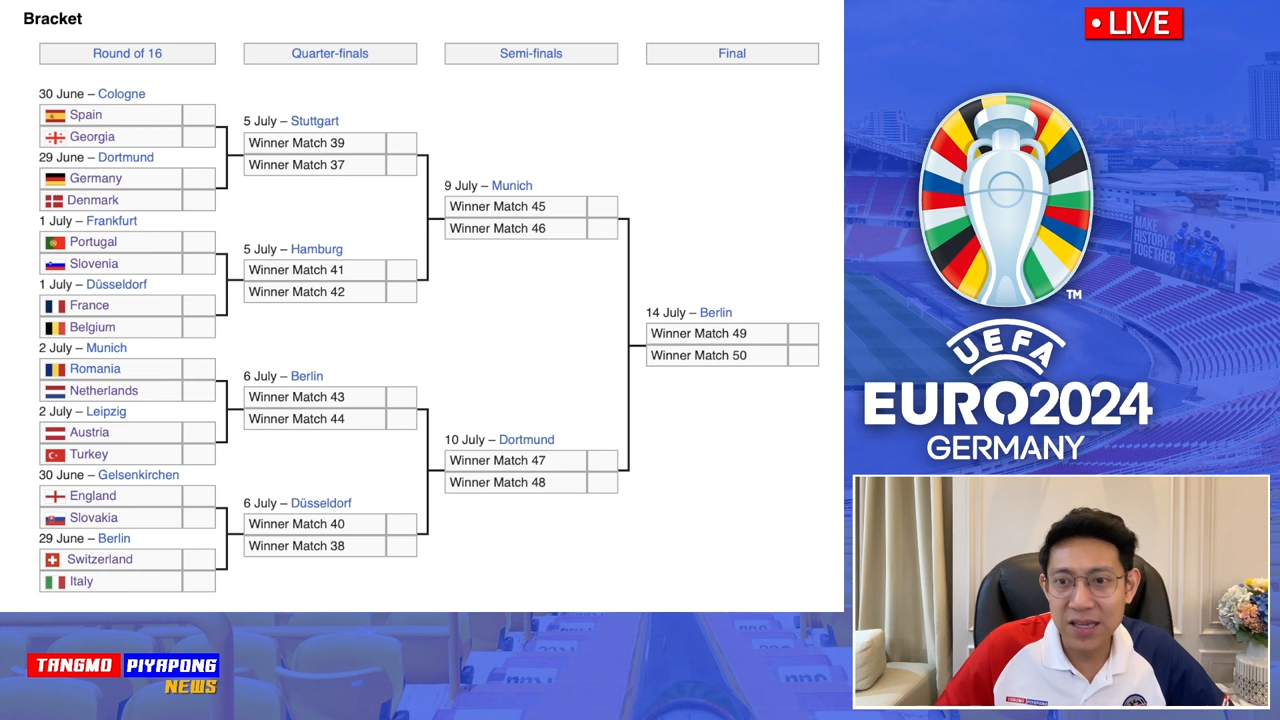 Bracket
Round of 16
Quarter-finals
Semi-finals
Final
30 June – Cologne
Spain
Georgia
29 June – Dortmund
Germany
Denmark
1 July – Frankfurt
Portugal
Slovenia
1 July – Düsseldorf
France
Belgium
2 July – Munich
Romania
Netherlands
2 July – Leipzig
Austria
Turkey
30 June – Gelsenkirchen
England
Slovakia
29 June – Berlin
Switzerland
Italy
5 July – Stuttgart
Winner Match 39
Winner Match 37
5 July – Hamburg
Winner Match 41
Winner Match 42
6 July – Berlin
Winner Match 43
Winner Match 44
6 July – Düsseldorf
Winner Match 40
Winner Match 38
9 July – Munich
Winner Match 45
Winner Match 46
10 July – Dortmund
Winner Match 47
Winner Match 48
14 July – Berlin
Winner Match 49
Winner Match 50
• LIVE
MAKE
HISTORY
TOGETHER
TM
UEFA
EURO2024
GERMANY
TANGMO PIYAPONG
NEWS
TANGMO PIYAPONG